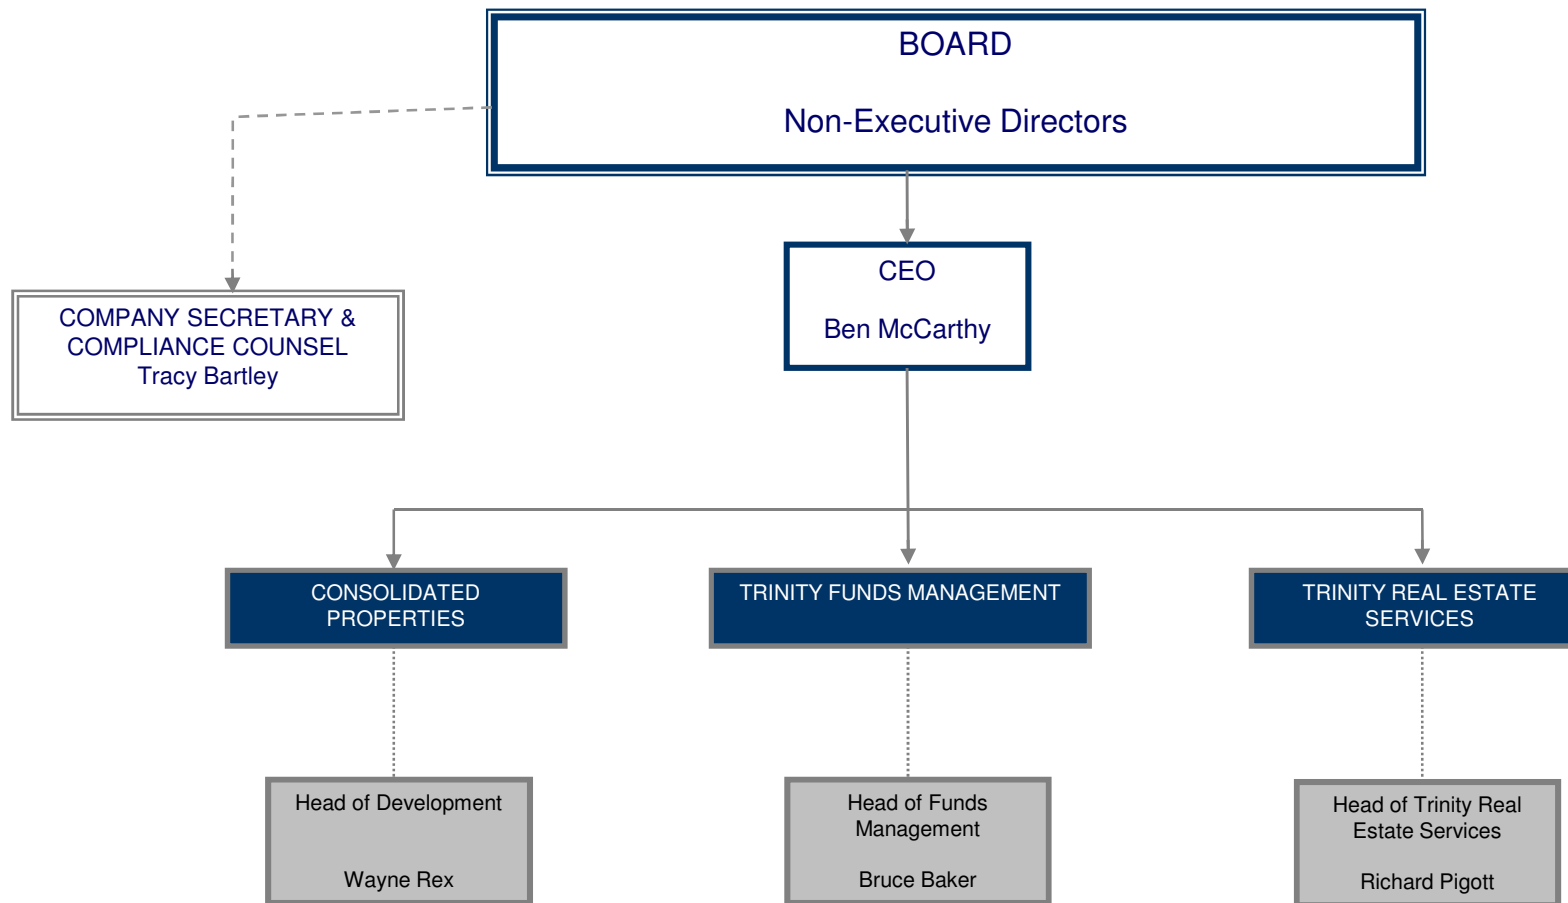 BOARD
Non-Executive Directors
CEO
Ben McCarthy
COMPANY SECRETARY &
COMPLIANCE COUNSEL
Tracy Bartley
CONSOLIDATED
PROPERTIES
TRINITY FUNDS MANAGEMENT
TRINITY REAL ESTATE
SERVICES
Head of Development
Wayne Rex
Head of Funds
Management
Bruce Baker
Head of Trinity Real
Estate Services
Richard Pigott